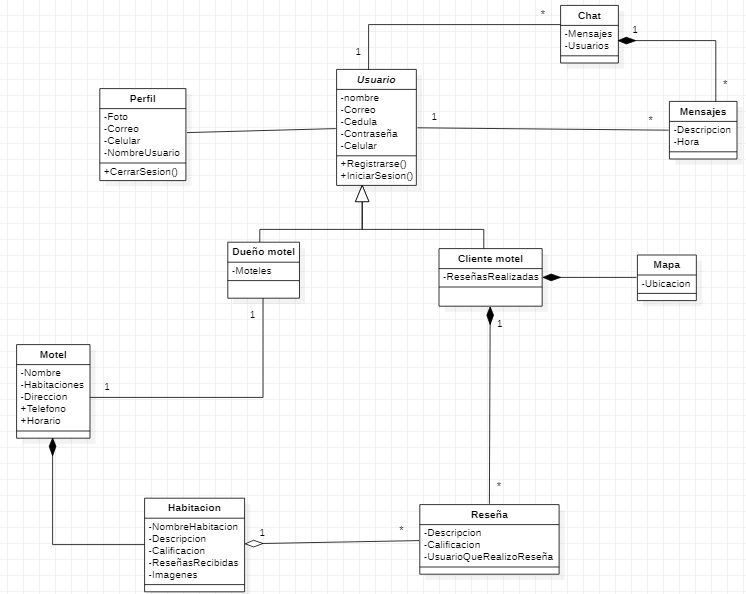 *
Chat
-Mensajes
-Usuarios
1
1
*
Usuario
-nombre
-Correo
-Cedula
-Contraseña
-Celular
+Registrarse()
+IniciarSesion()
Perfil
-Foto
-Correo
-Celular
-NombreUsuario
+CerrarSesion()
1
*
Mensajes
-Descripcion
-Hora
Dueño motel
-Moteles
1
Cliente motel
-ReseñasRealizadas
1
Mapa
-Ubicacion
Motel
-Nombre
-Habitaciones
-Direccion
+Telefono
+Horario
1
*
Habitacion
-NombreHabitacion
-Descripcion
-Calificacion
-ReseñasRecibidas
-Imagenes
1
*
Reseña
-Descripcion
-Calificacion
-UsuarioQueRealizoReseña